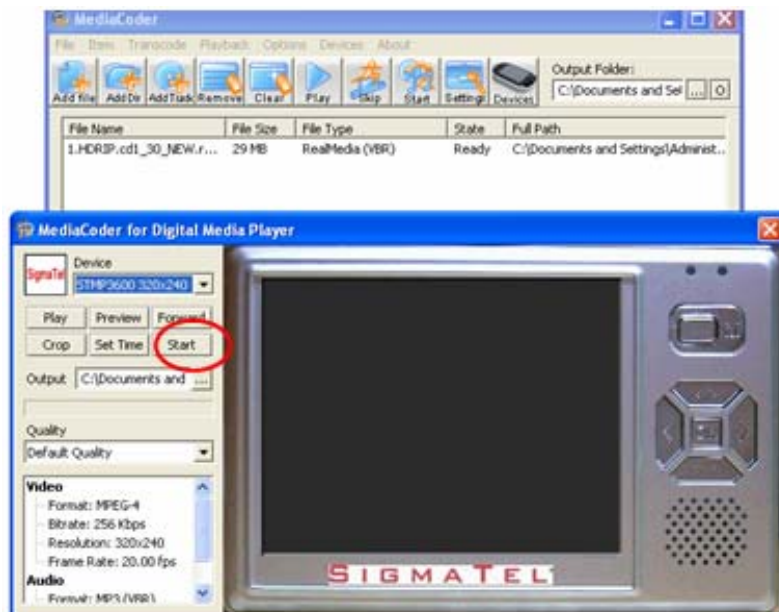 MediaCoder
File Item Transcode Playback Options Devices About
Add file Add Dir Add Track Remove Clear Play Skip Start Settings Devices
Output Folder:
C:\Documents and Set ... O
File Name File Size File Type State Full Path
1.HDRIP.cd1_30_NEW.r... 29 MB RealMedia (VBR) Ready C:\Documents and Settings\Administ...
MediaCoder for Digital Media Player
SigmaTel
Device
STMP3600 320x240
Play Preview Forward
Crop Set Time Start
Output C:\Documents and ...
Quality
Default Quality
Video
Format: MPEG-4
Bitrate: 256 Kbps
Resolution: 320x240
Frame Rate: 20.00 fps
Audio
Format: MP3 (VBR)
SIGMATEL